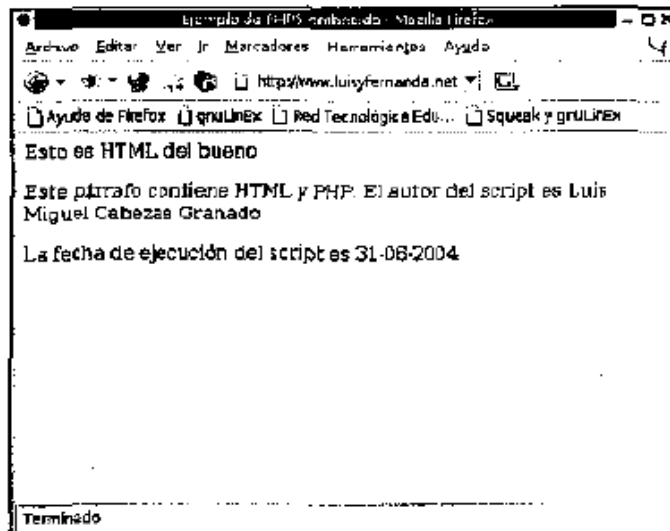 Ejemplo de PHP5 embebido - Mozilla Firefox
Archivo Editar Ver Ir Marcadores Herramientas Ayuda
http://www.luisyfernanda.net
Ayuda de Firefox gnuLinEx Red Tecnológica Edu... Squeak y gnuLinEx
Esto es HTML del bueno
Este párrafo contiene HTML y PHP. El autor del script es Luis
Miguel Cabezas Granado
La fecha de ejecución del script es 31-08-2004
Terminado